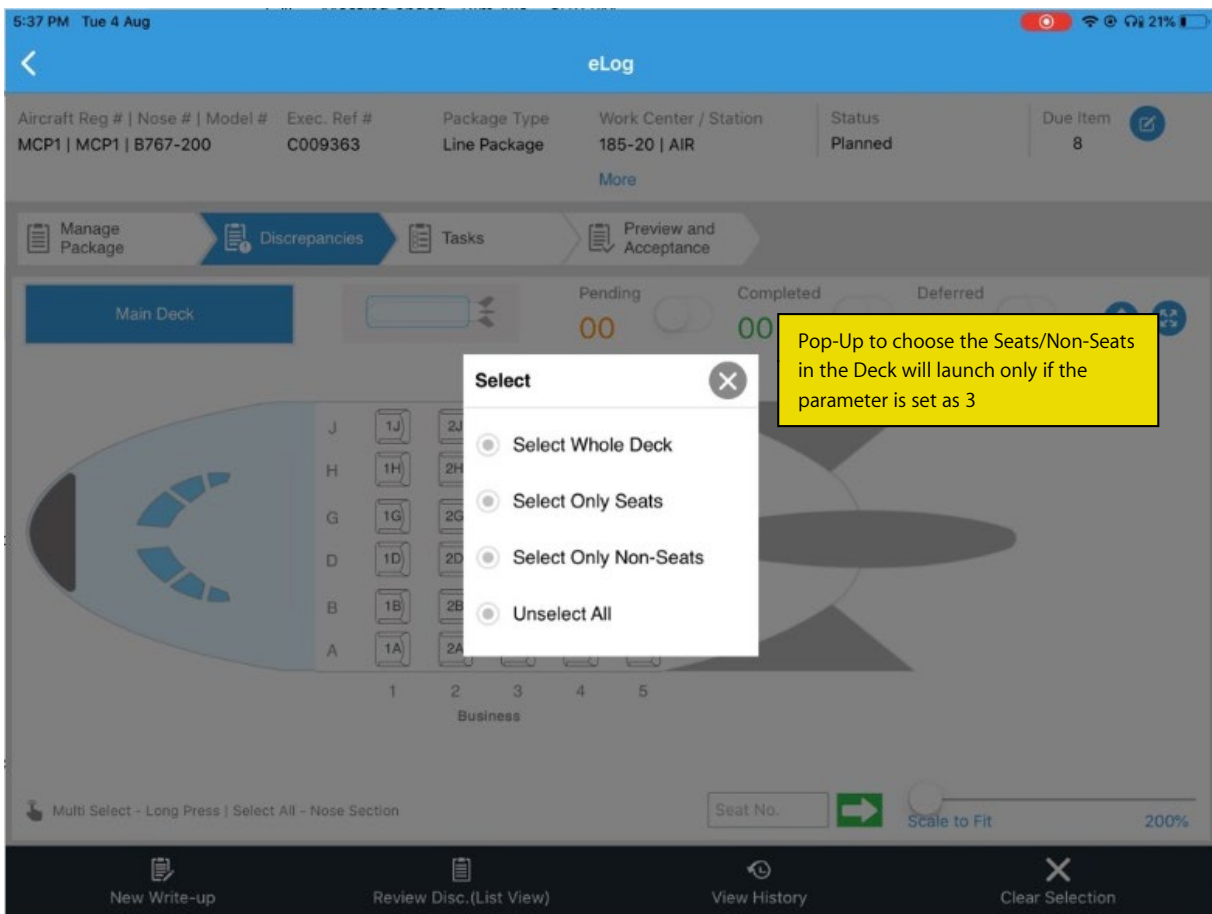 5:37 PM Tue 4 Aug
21%
eLog
Aircraft Reg # | Nose # | Model # Exec. Ref # Package Type Work Center / Station Status Due Item
MCP1 | MCP1 | B767-200 C009363 Line Package 185-20 | AIR Planned 8
More
Manage
Package
Discrepancies
Tasks
Preview and
Acceptance
Main Deck
Pending Completed Deferred
00 00
Pop-Up to choose the Seats/Non-Seats
in the Deck will launch only if the
parameter is set as 3
Select
Select Whole Deck
Select Only Seats
Select Only Non-Seats
Unselect All
J 1J 2J
H 1H 2H
G 1G 2G
D 1D 2D
B 1B 2B
A 1A 2A
1 2 3 4 5
Business
Multi Select - Long Press | Select All - Nose Section
Seat No.
Scale to Fit 200%
New Write-up Review Disc.(List View) View History Clear Selection